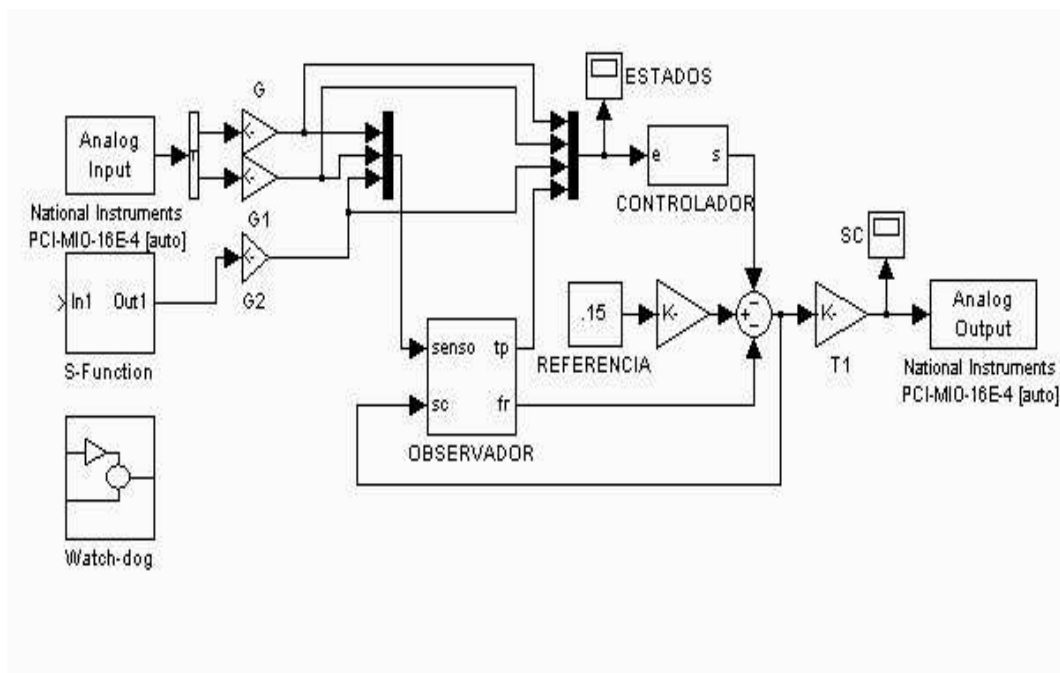 G
ESTADOS
Analog
Input
T
National Instruments
PCI-MIO-16E-4 [auto]
G1
e
s
CONTROLADOR
SC
In1
Out1
G2
S-Function
.15
K-
REFERENCIA
K-
T1
Analog
Output
National Instruments
PCI-MIO-16E-4 [auto]
senso
tp
sc
fr
OBSERVADOR
Watch-dog